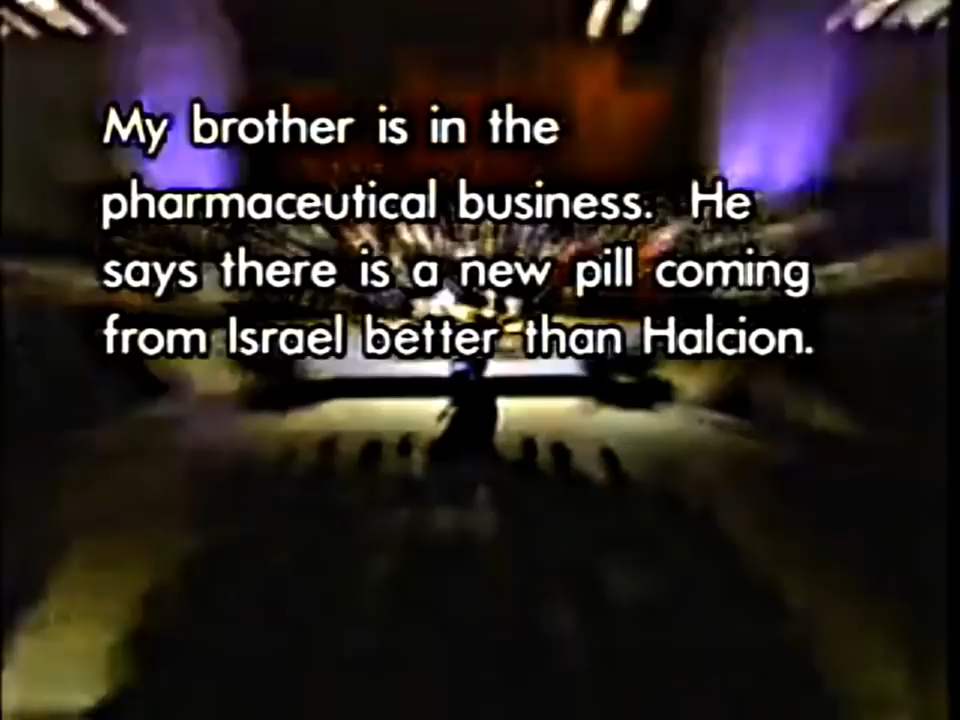 My brother is in the
pharmaceutical business. He
says there is a new pill coming
from Israel better than Halcion.